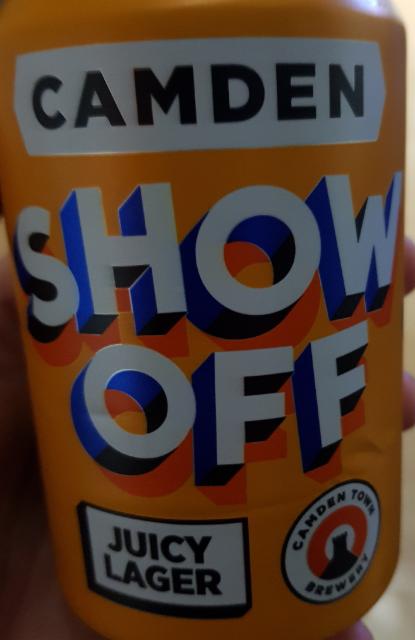 CAMDEN
SHOW
OFF
JUICY
LAGER
CAMDEN TOWN
BREWERY